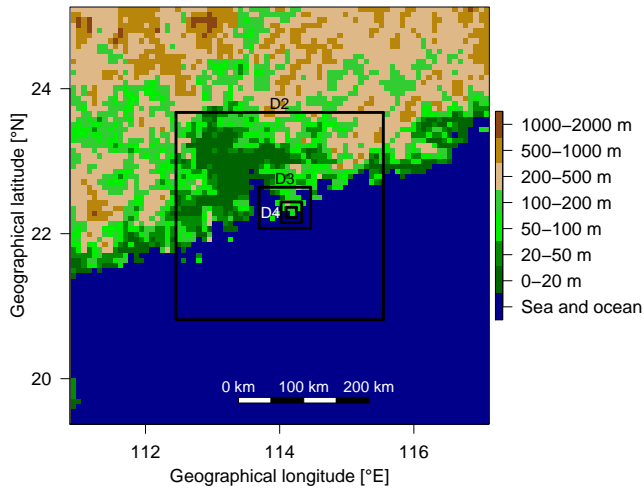 Geographical latitude [°N]
24
22
20
D2
D3
D4
0 km 100 km 200 km
112 114 116
Geographical longitude [°E]
1000–2000 m
500–1000 m
200–500 m
100–200 m
50–100 m
20–50 m
0–20 m
Sea and ocean